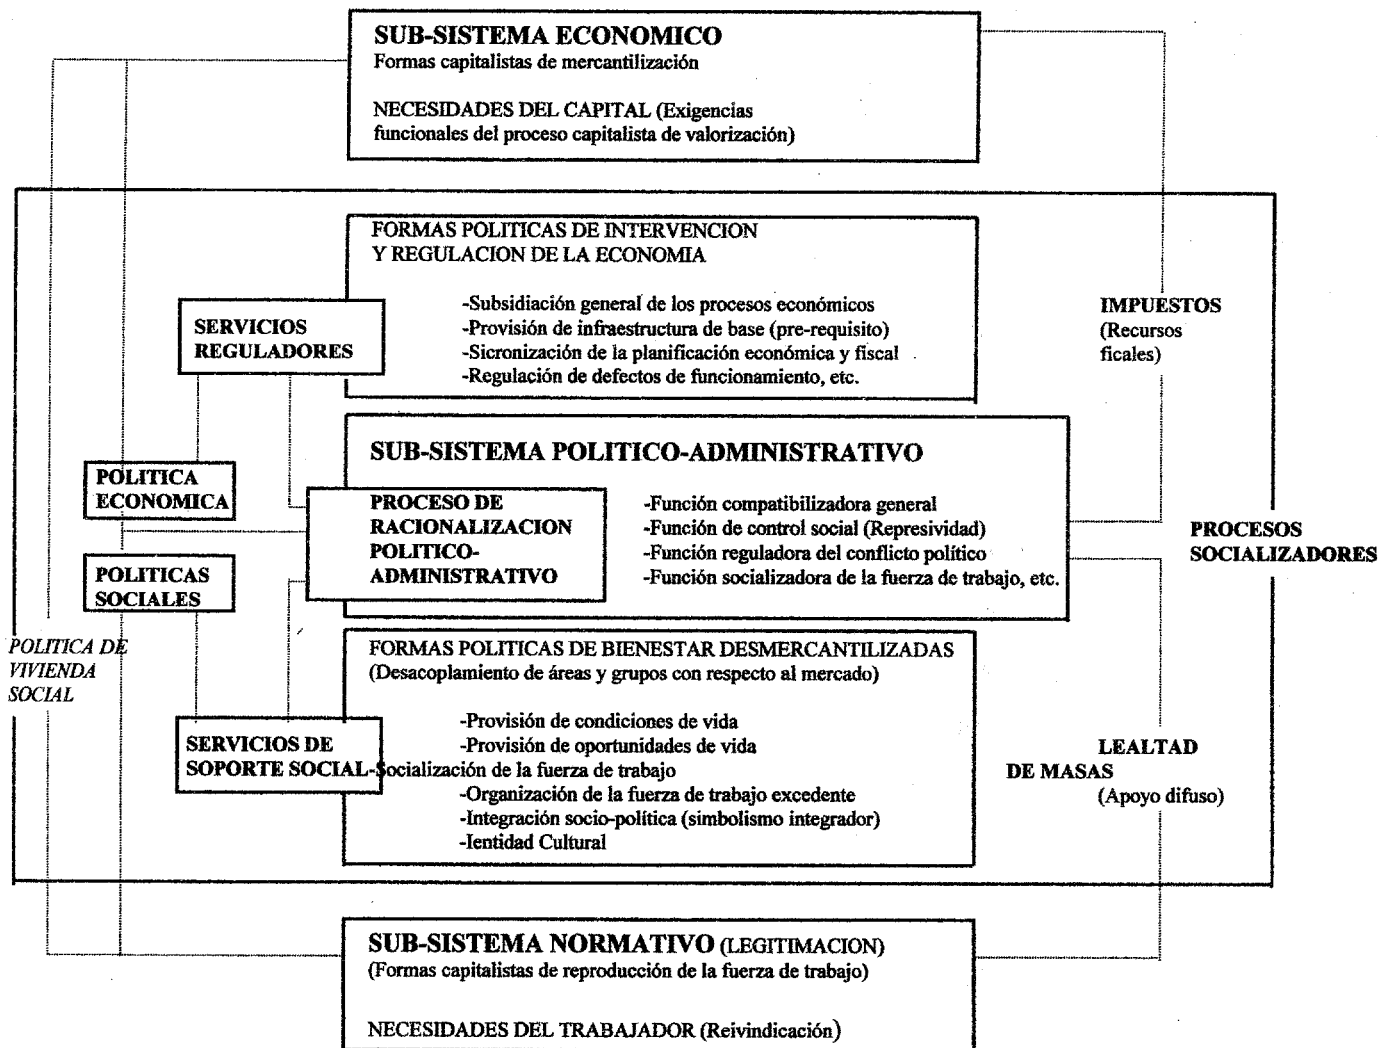 SUB-SISTEMA ECONOMICO
Formas capitalistas de mercantilización
NECESIDADES DEL CAPITAL (Exigencias
funcionales del proceso capitalista de valorización)
FORMAS POLITICAS DE INTERVENCION
Y REGULACION DE LA ECONOMIA
-Subsidiación general de los procesos económicos
-Provisión de infraestructura de base (pre-requisito)
-Sicronización de la planificación económica y fiscal
-Regulación de defectos de funcionamiento, etc.
SERVICIOS
REGULADORES
IMPUESTOS
(Recursos
ficales)
SUB-SISTEMA POLITICO-ADMINISTRATIVO
POLITICA
ECONOMICA
PROCESO DE
RACIONALIZACION
POLITICO-
ADMINISTRATIVO
-Función compatibilizadora general
-Función de control social (Represividad)
-Función reguladora del conflicto político
-Función socializadora de la fuerza de trabajo, etc.
PROCESOS
SOCIALIZADORES
POLITICAS
SOCIALES
POLITICA DE
VIVIENDA
SOCIAL
FORMAS POLITICAS DE BIENESTAR DESMERCANTILIZADAS
(Desacoplamiento de áreas y grupos con respecto al mercado)
-Provisión de condiciones de vida
-Provisión de oportunidades de vida
SERVICIOS DE
SOPORTE SOCIAL-Socialización de la fuerza de trabajo
-Organización de la fuerza de trabajo excedente
-Integración socio-política (simbolismo integrador)
-Ientidad Cultural
LEALTAD
DE MASAS
(Apoyo difuso)
SUB-SISTEMA NORMATIVO (LEGITIMACION)
(Formas capitalistas de reproducción de la fuerza de trabajo)
NECESIDADES DEL TRABAJADOR (Reivindicación)